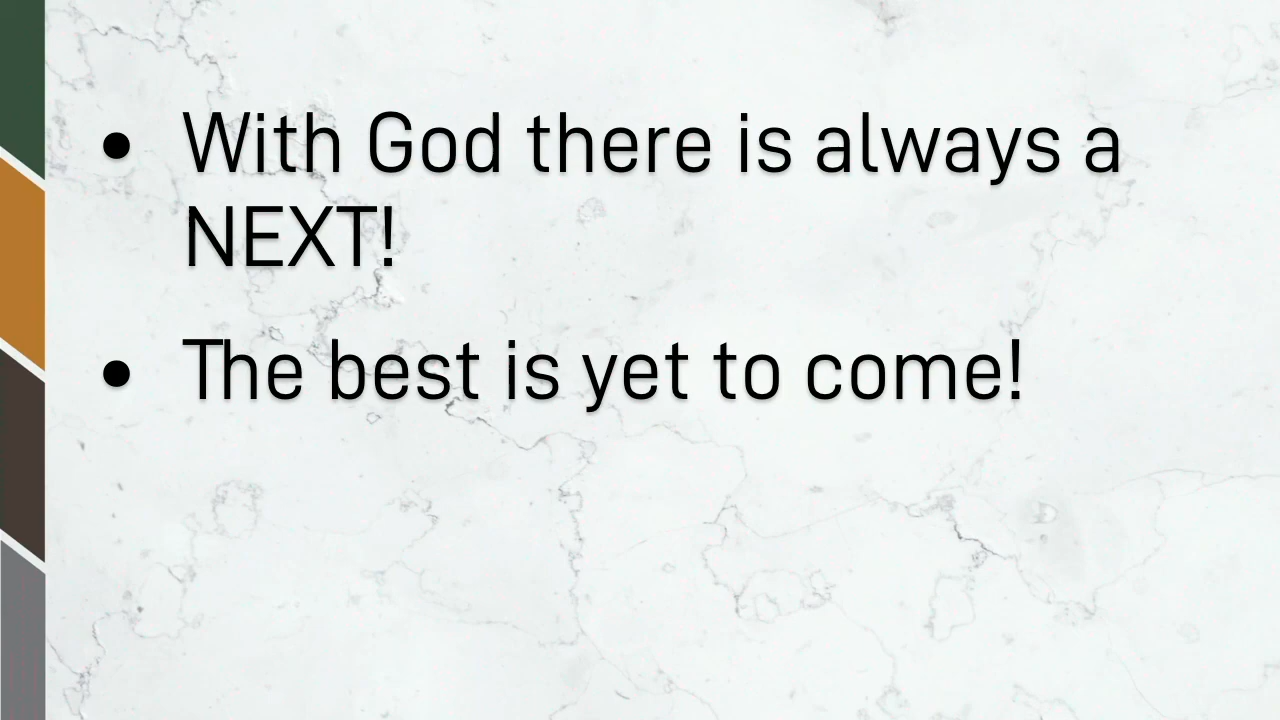 • With God there is always a
NEXT!
• The best is yet to come!